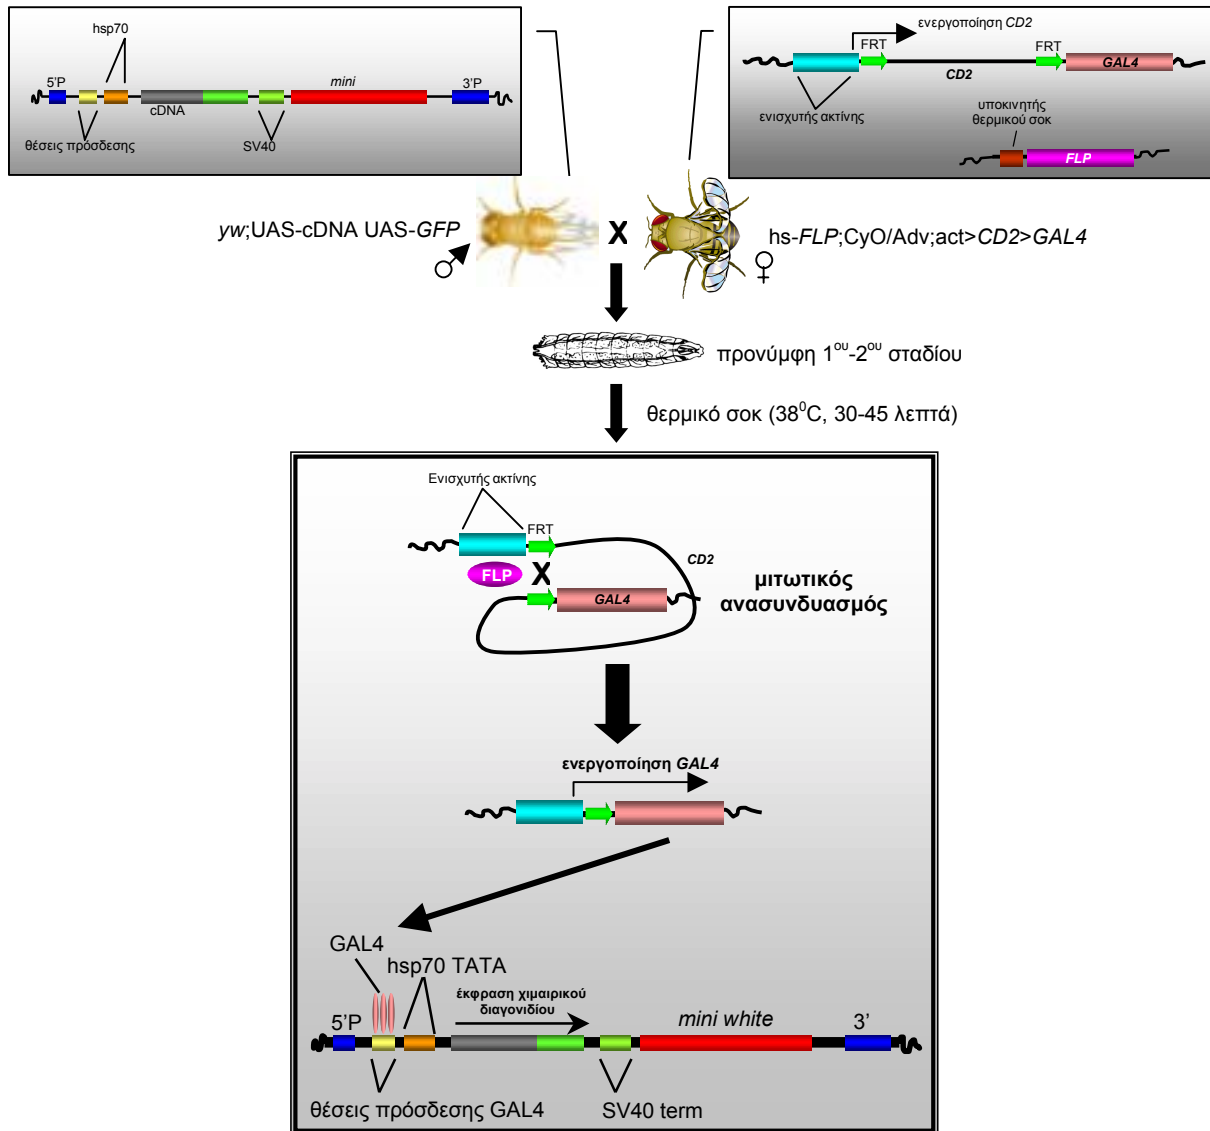 hsp70
5'P
mini
3'P
cDNA
θέσεις πρόσδεσης
SV40
ενεργοποίηση CD2
FRT
FRT
GAL4
CD2
ενισχυτής ακτίνης
υποκινητής
θερμικού σοκ
FLP
yw;UAS-cDNA UAS-GFP
X
hs-FLP;CyO/Adv;act>CD2>GAL4
♂
♀
προνύμφη 1ου-2ου σταδίου
θερμικό σοκ (38⁰C, 30-45 λεπτά)
Ενισχυτής ακτίνης
FRT
CD2
FLP
X
GAL4
μιτωτικός
ανασυνδυασμός
ενεργοποίηση GAL4
GAL4
hsp70 TATA
έκφραση χιμαιρικού
διαγονιδίου
5'P
mini white
3'
θέσεις πρόσδεσης GAL4
SV40 term